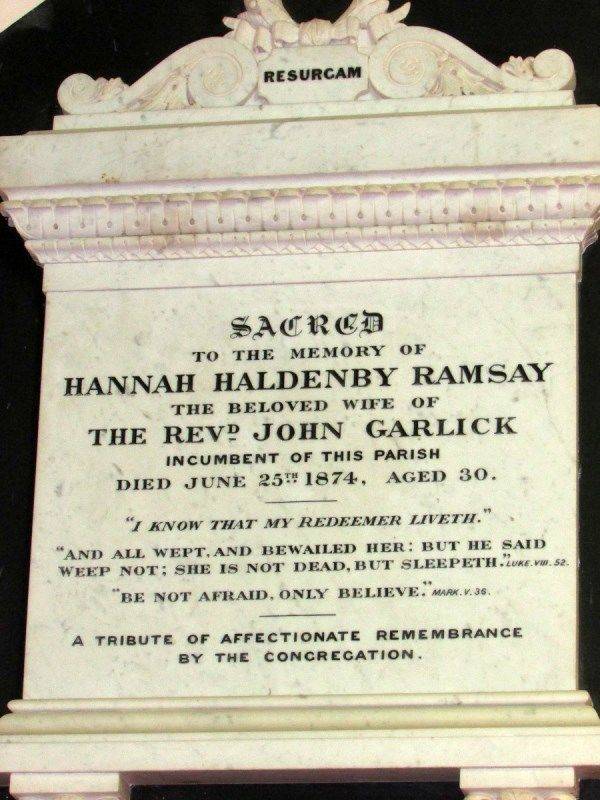 RESURGAM
SACRED
TO THE MEMORY OF
HANNAH HALDENBY RAMSAY
THE BELOVED WIFE OF
THE REVD JOHN GARLICK
INCUMBENT OF THIS PARISH
DIED JUNE 25TH 1874, AGED 30.
"I KNOW THAT MY REDEEMER LIVETH."
"AND ALL WEPT, AND BEWAILED HER: BUT HE SAID
WEEP NOT; SHE IS NOT DEAD, BUT SLEEPETH." LUKE. VIII. 52.
"BE NOT AFRAID, ONLY BELIEVE." MARK. V. 36.
A TRIBUTE OF AFFECTIONATE REMEMBRANCE
BY THE CONGREGATION.